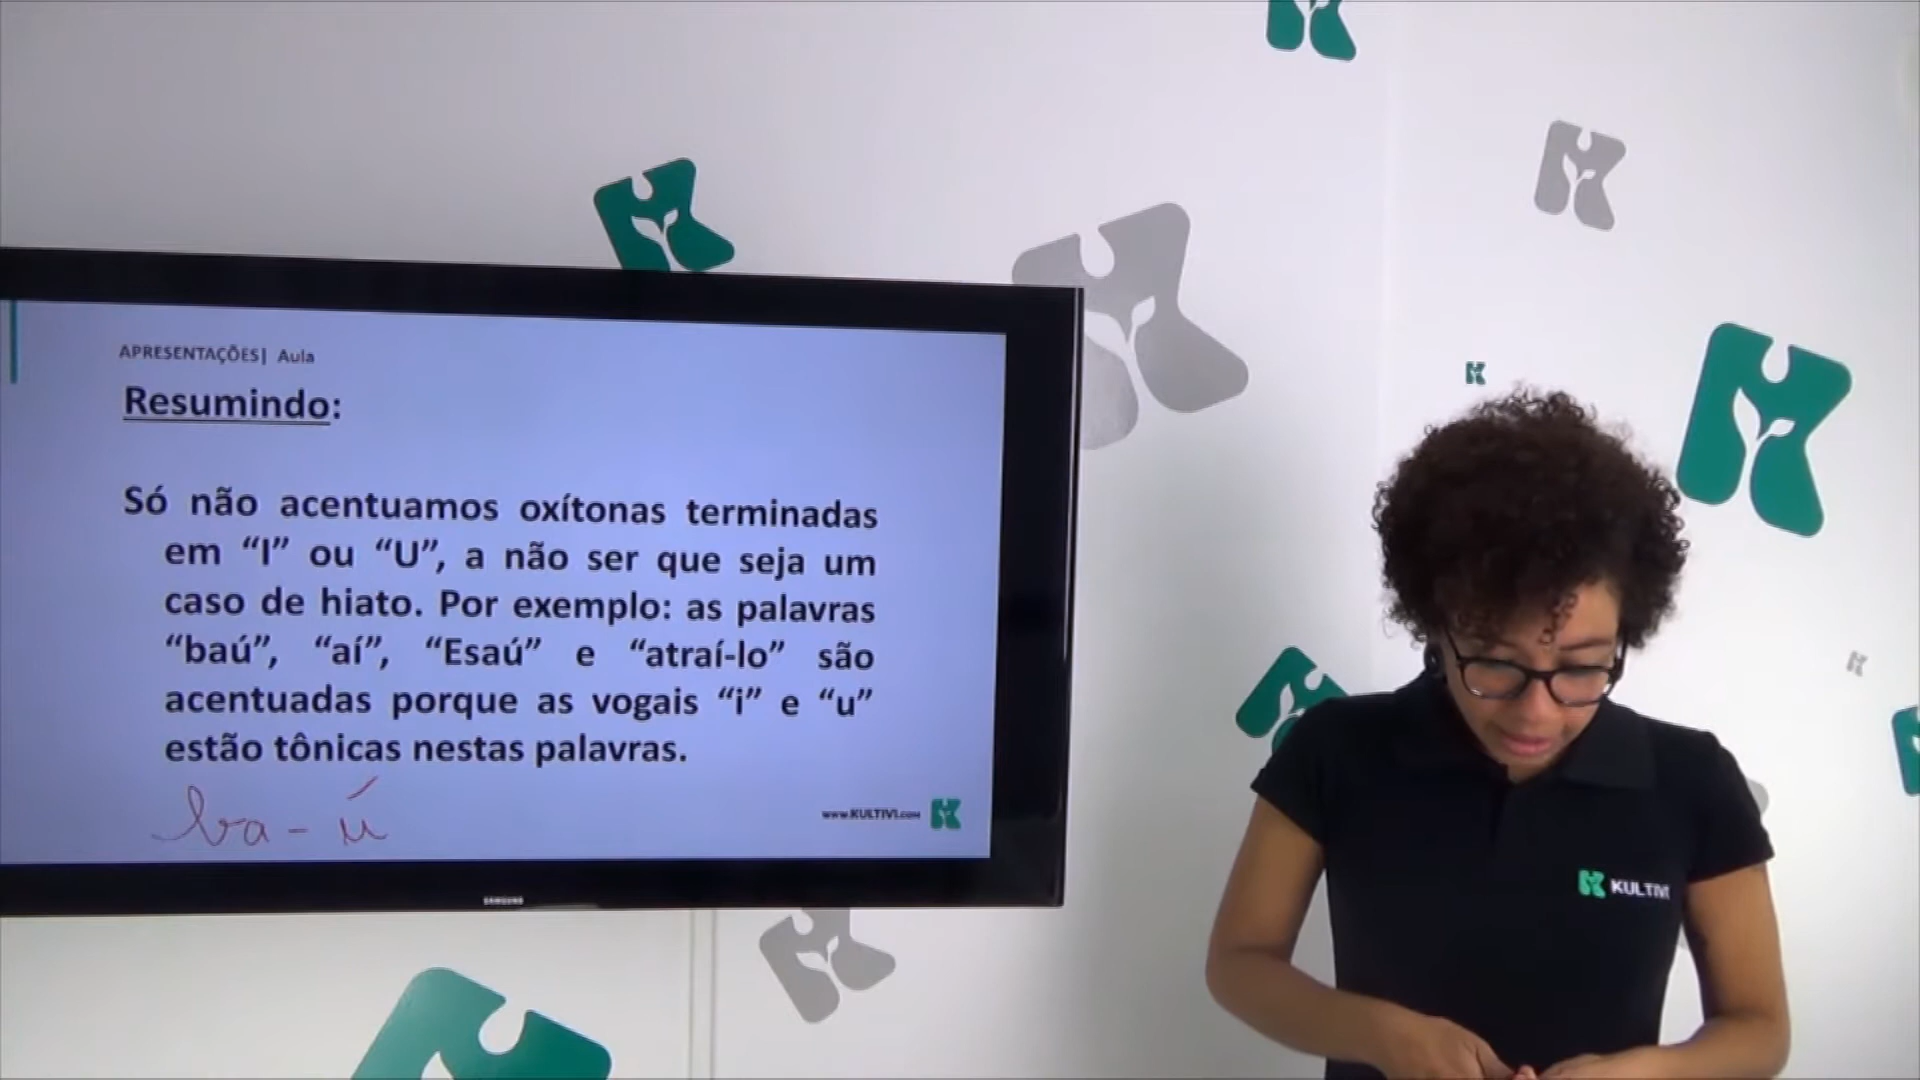 APRESENTAÇÕES| Aula
Resumindo:
Só não acentuamos oxítonas terminadas
em “I” ou “U”, a não ser que seja um
caso de hiato. Por exemplo: as palavras
“baú”, “aí”, “Esaú” e “atraí-lo” são
acentuadas porque as vogais “i” e “u”
estão tônicas nestas palavras.
ba - ú
www.KULTIVI.com
SAMSUNG
KULTIVI